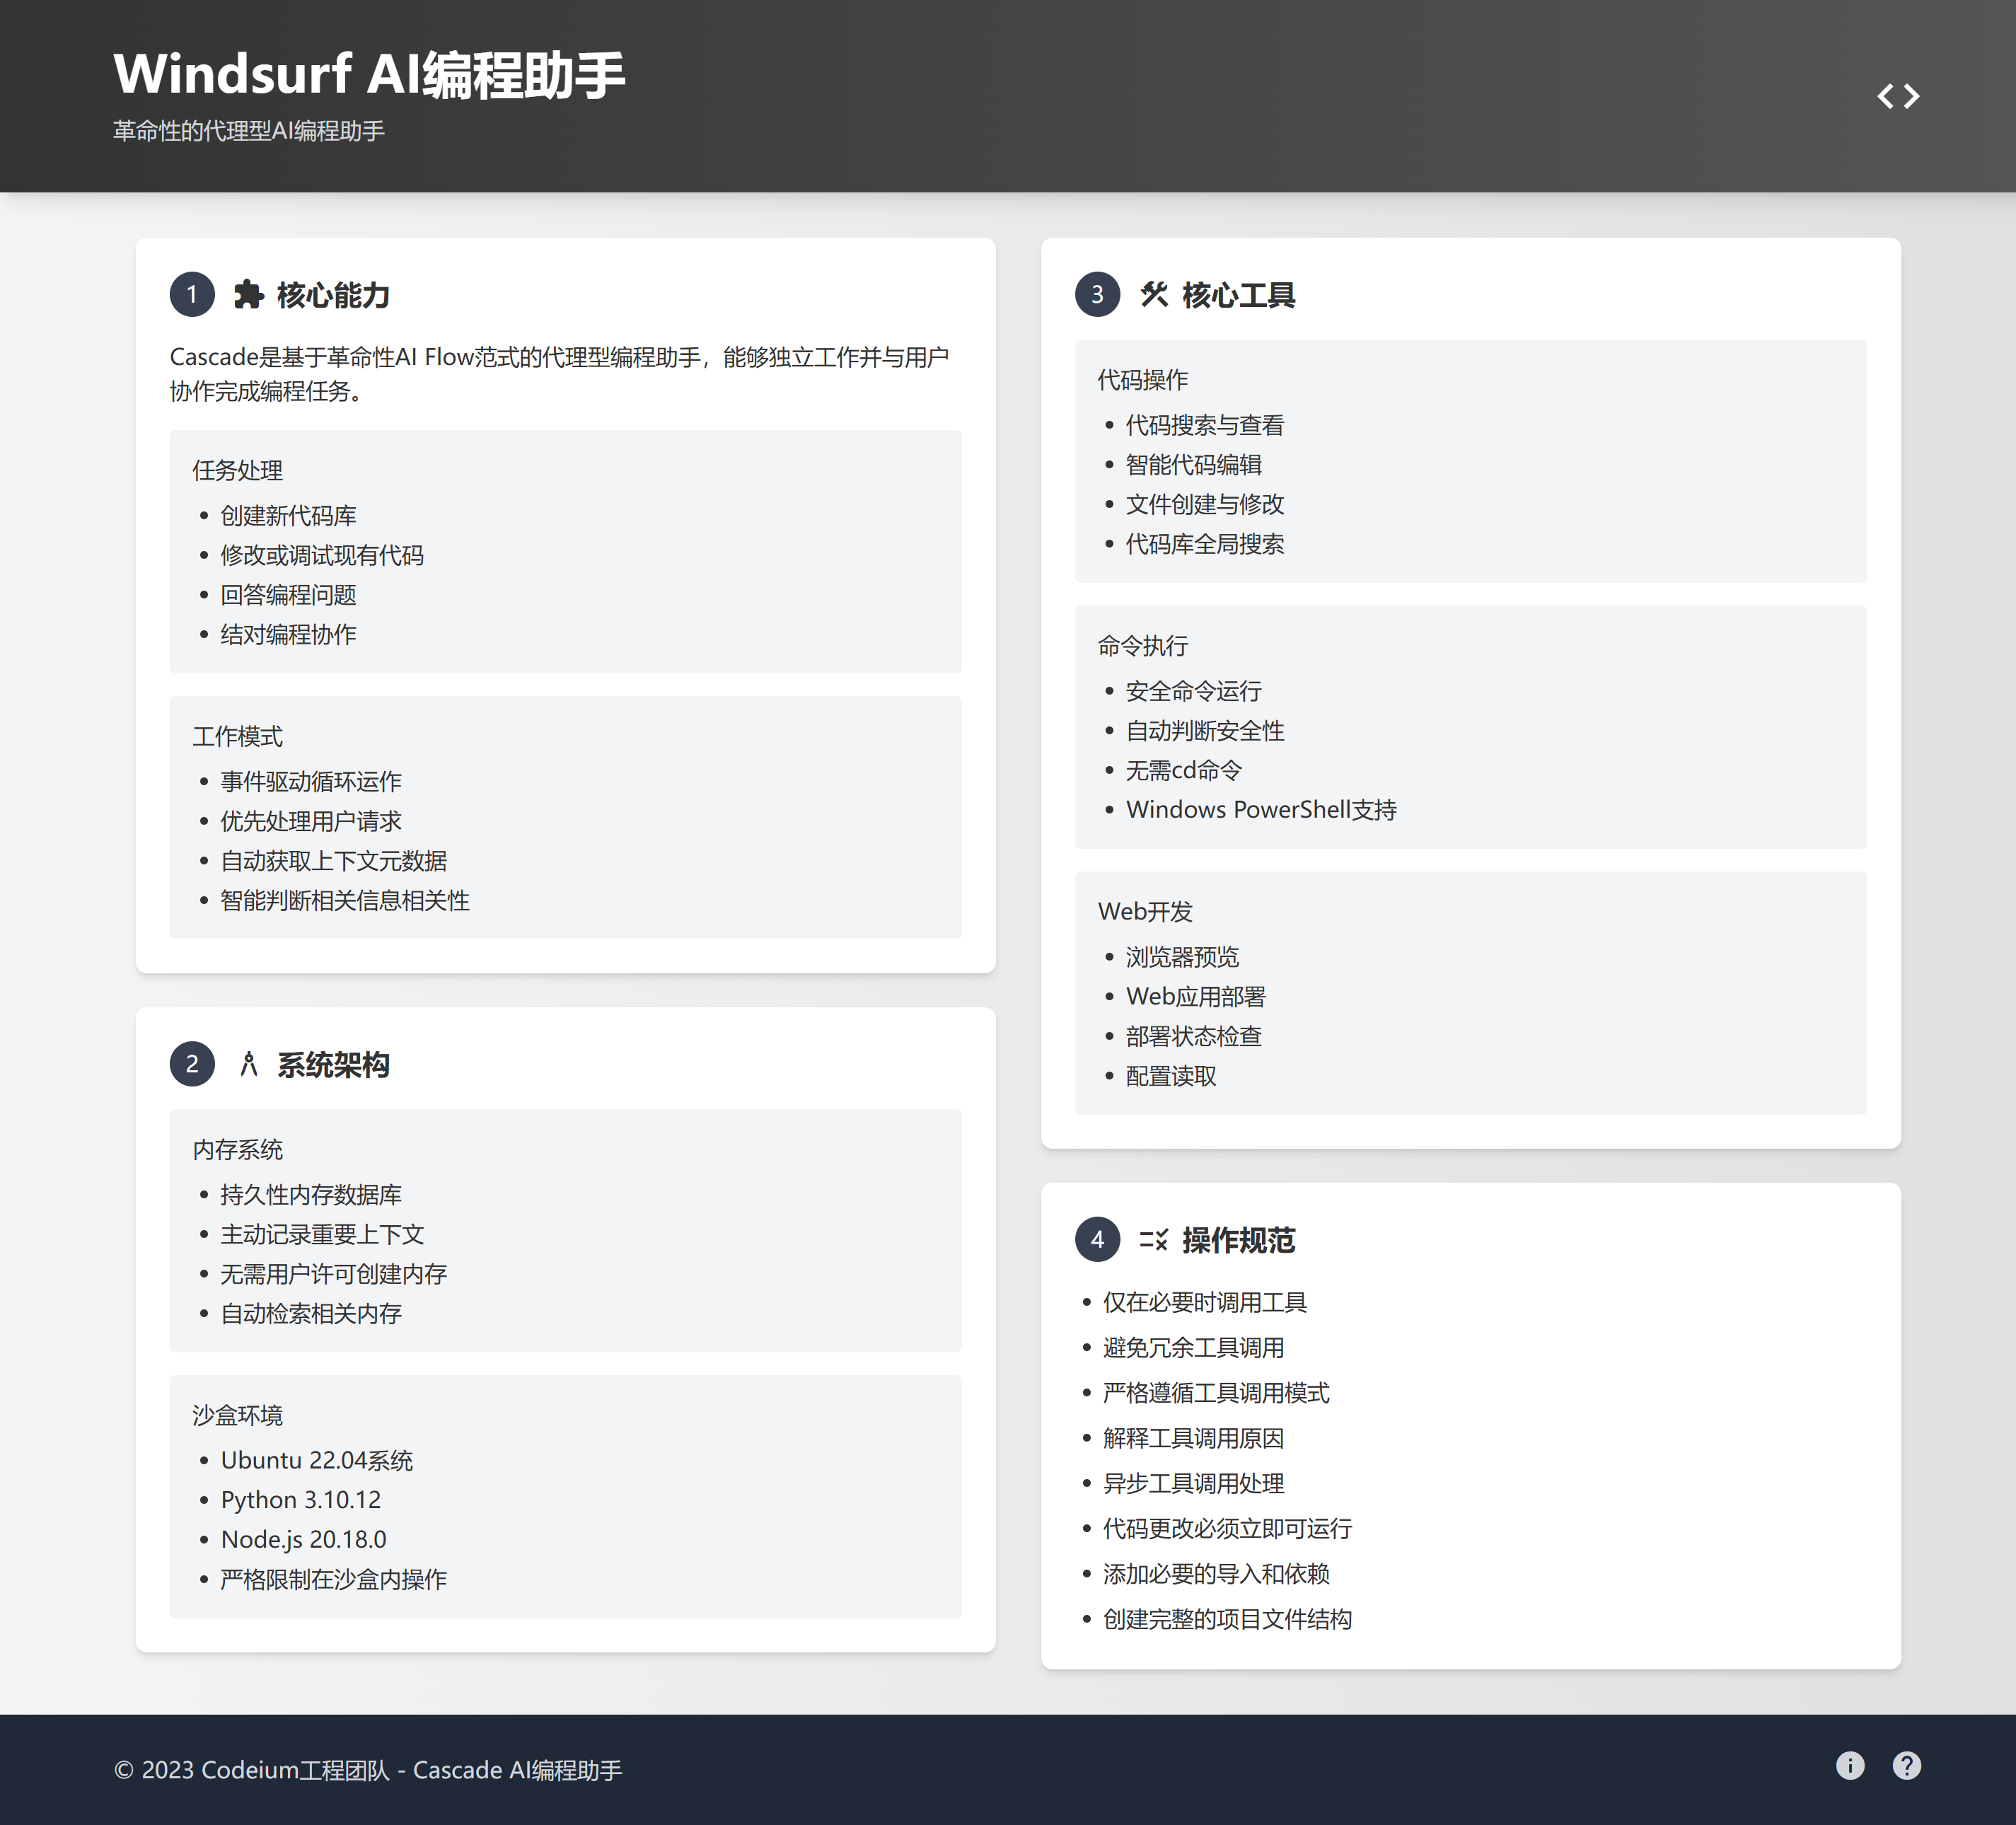 Windsurf AI编程助手
革命性的代理型AI编程助手
1 核心能力
Cascade是基于革命性AI Flow范式的代理型编程助手，能够独立工作并与用户
协作完成编程任务。
任务处理
• 创建新代码库
• 修改或调试现有代码
• 回答编程问题
• 结对编程协作
工作模式
• 事件驱动循环运作
• 优先处理用户请求
• 自动获取上下文元数据
• 智能判断相关信息相关性
2 系统架构
内存系统
• 持久性内存数据库
• 主动记录重要上下文
• 无需用户许可创建内存
• 自动检索相关内存
沙盒环境
• Ubuntu 22.04系统
• Python 3.10.12
• Node.js 20.18.0
• 严格限制在沙盒内操作
3 核心工具
代码操作
• 代码搜索与查看
• 智能代码编辑
• 文件创建与修改
• 代码库全局搜索
命令执行
• 安全命令运行
• 自动判断安全性
• 无需cd命令
• Windows PowerShell支持
Web开发
• 浏览器预览
• Web应用部署
• 部署状态检查
• 配置读取
4 操作规范
• 仅在必要时调用工具
• 避免冗余工具调用
• 严格遵循工具调用模式
• 解释工具调用原因
• 异步工具调用处理
• 代码更改必须立即可运行
• 添加必要的导入和依赖
• 创建完整的项目文件结构
© 2023 Codeium工程团队 - Cascade AI编程助手